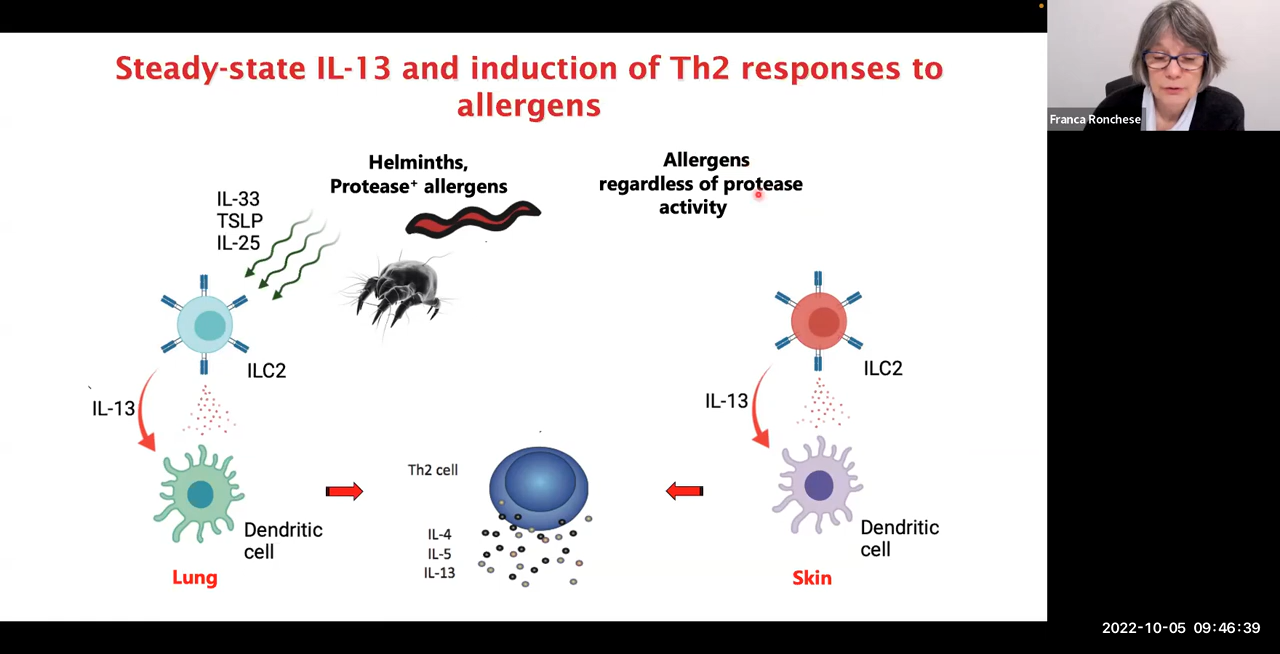 Steady-state IL-13 and induction of Th2 responses to
allergens
Franca Ronchese
Helminths,
Protease⁺ allergens
Allergens
regardless of protease
activity
IL-33
TSLP
IL-25
ILC2
ILC2
IL-13
IL-13
Th2 cell
IL-4
IL-5
IL-13
Dendritic
cell
Dendritic
cell
Lung
Skin
2022-10-05 09:46:39